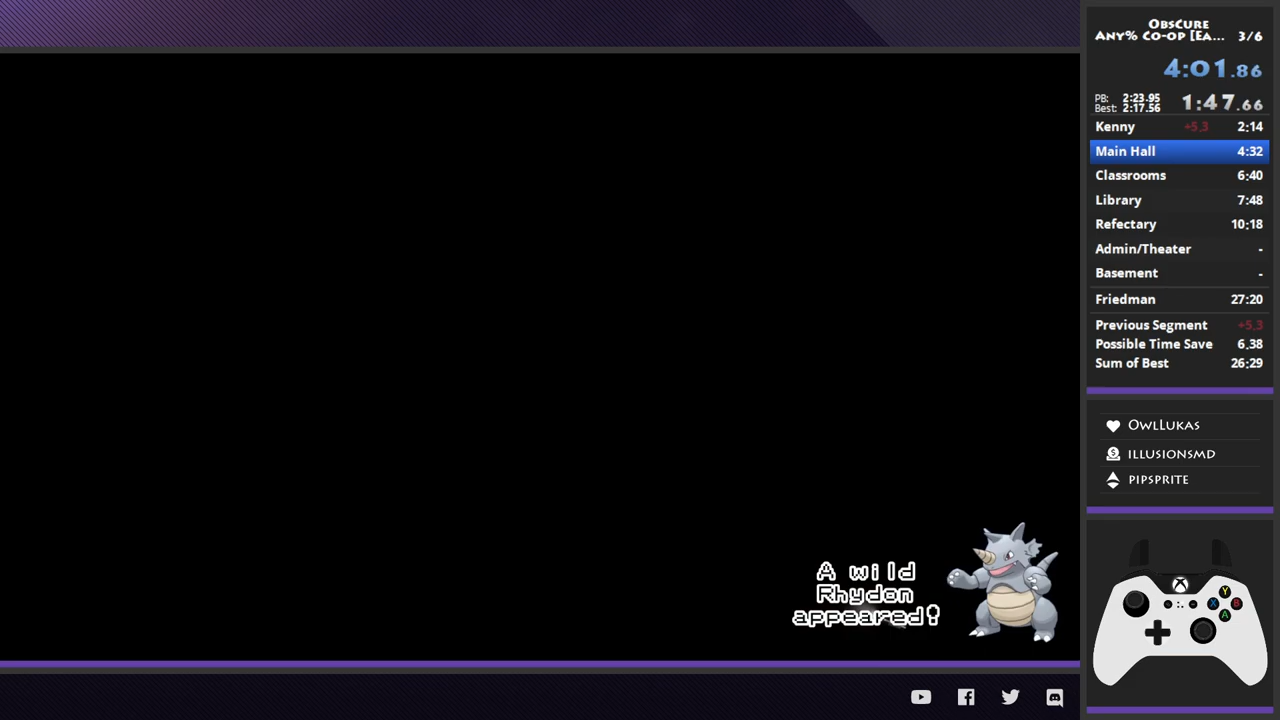 ObsCure
Any% Co-op [Ea... 3/6
4:01.86
PB: 2:23.95
Best: 2:17.56
1:47.66
Kenny +5.3 2:14
Main Hall 4:32
Classrooms 6:40
Library 7:48
Refectary 10:18
Admin/Theater -
Basement -
Friedman 27:20
Previous Segment +5.3
Possible Time Save 6.38
Sum of Best 26:29
OwlLukas
illusionsmd
pipsprite
A wild
Rhydon
appeared!
Y
X B
A